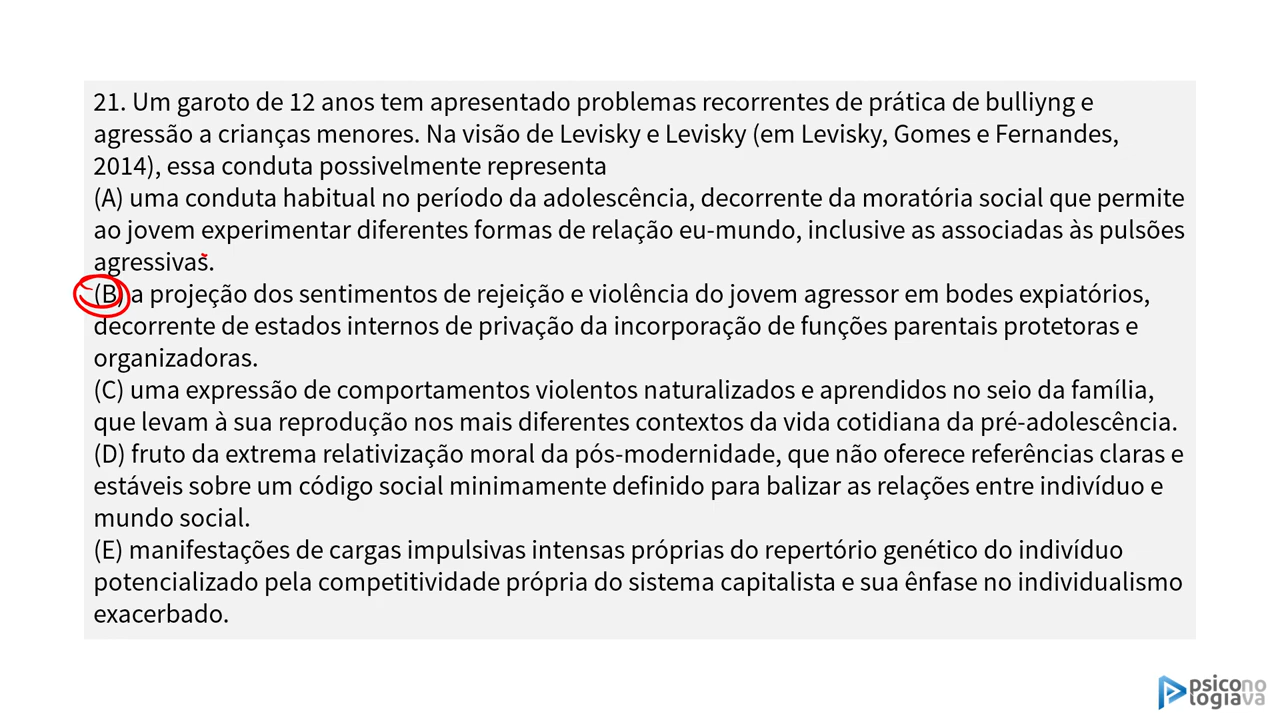 21. Um garoto de 12 anos tem apresentado problemas recorrentes de prática de bulliyng e
agressão a crianças menores. Na visão de Levisky e Levisky (em Levisky, Gomes e Fernandes,
2014), essa conduta possivelmente representa
(A) uma conduta habitual no período da adolescência, decorrente da moratória social que permite
ao jovem experimentar diferentes formas de relação eu-mundo, inclusive as associadas às pulsões
agressivas.
(B) a projeção dos sentimentos de rejeição e violência do jovem agressor em bodes expiatórios,
decorrente de estados internos de privação da incorporação de funções parentais protetoras e
organizadoras.
(C) uma expressão de comportamentos violentos naturalizados e aprendidos no seio da família,
que levam à sua reprodução nos mais diferentes contextos da vida cotidiana da pré-adolescência.
(D) fruto da extrema relativização moral da pós-modernidade, que não oferece referências claras e
estáveis sobre um código social minimamente definido para balizar as relações entre indivíduo e
mundo social.
(E) manifestações de cargas impulsivas intensas próprias do repertório genético do indivíduo
potencializado pela competitividade própria do sistema capitalista e sua ênfase no individualismo
exacerbado.
psicono
logiava